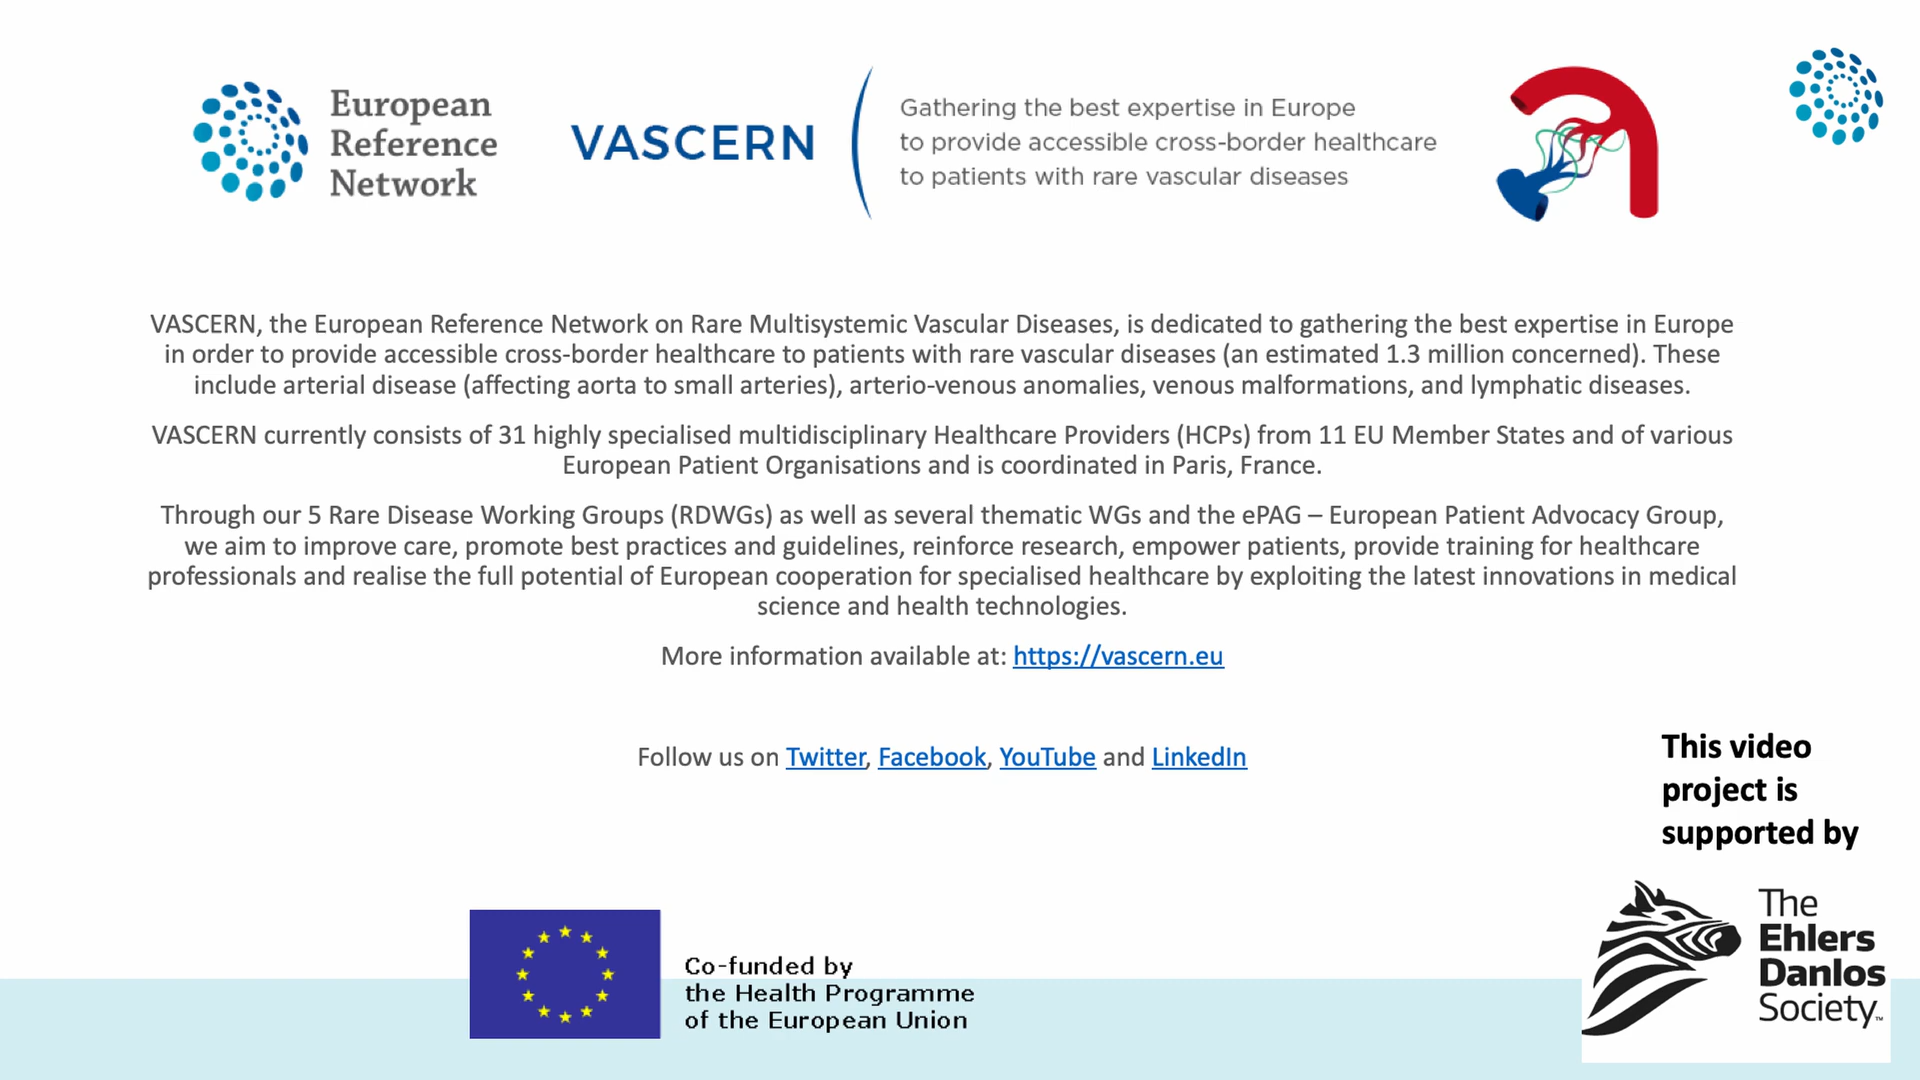 European
Reference
Network
VASCERN
Gathering the best expertise in Europe
to provide accessible cross-border healthcare
to patients with rare vascular diseases
VASCERN, the European Reference Network on Rare Multisystemic Vascular Diseases, is dedicated to gathering the best expertise in Europe
in order to provide accessible cross-border healthcare to patients with rare vascular diseases (an estimated 1.3 million concerned). These
include arterial disease (affecting aorta to small arteries), arterio-venous anomalies, venous malformations, and lymphatic diseases.
VASCERN currently consists of 31 highly specialised multidisciplinary Healthcare Providers (HCPs) from 11 EU Member States and of various
European Patient Organisations and is coordinated in Paris, France.
Through our 5 Rare Disease Working Groups (RDWGs) as well as several thematic WGs and the ePAG – European Patient Advocacy Group,
we aim to improve care, promote best practices and guidelines, reinforce research, empower patients, provide training for healthcare
professionals and realise the full potential of European cooperation for specialised healthcare by exploiting the latest innovations in medical
science and health technologies.
More information available at: https://vascern.eu
Follow us on Twitter, Facebook, YouTube and LinkedIn
This video
project is
supported by
The
Ehlers
Danlos
Society™
Co-funded by
the Health Programme
of the European Union